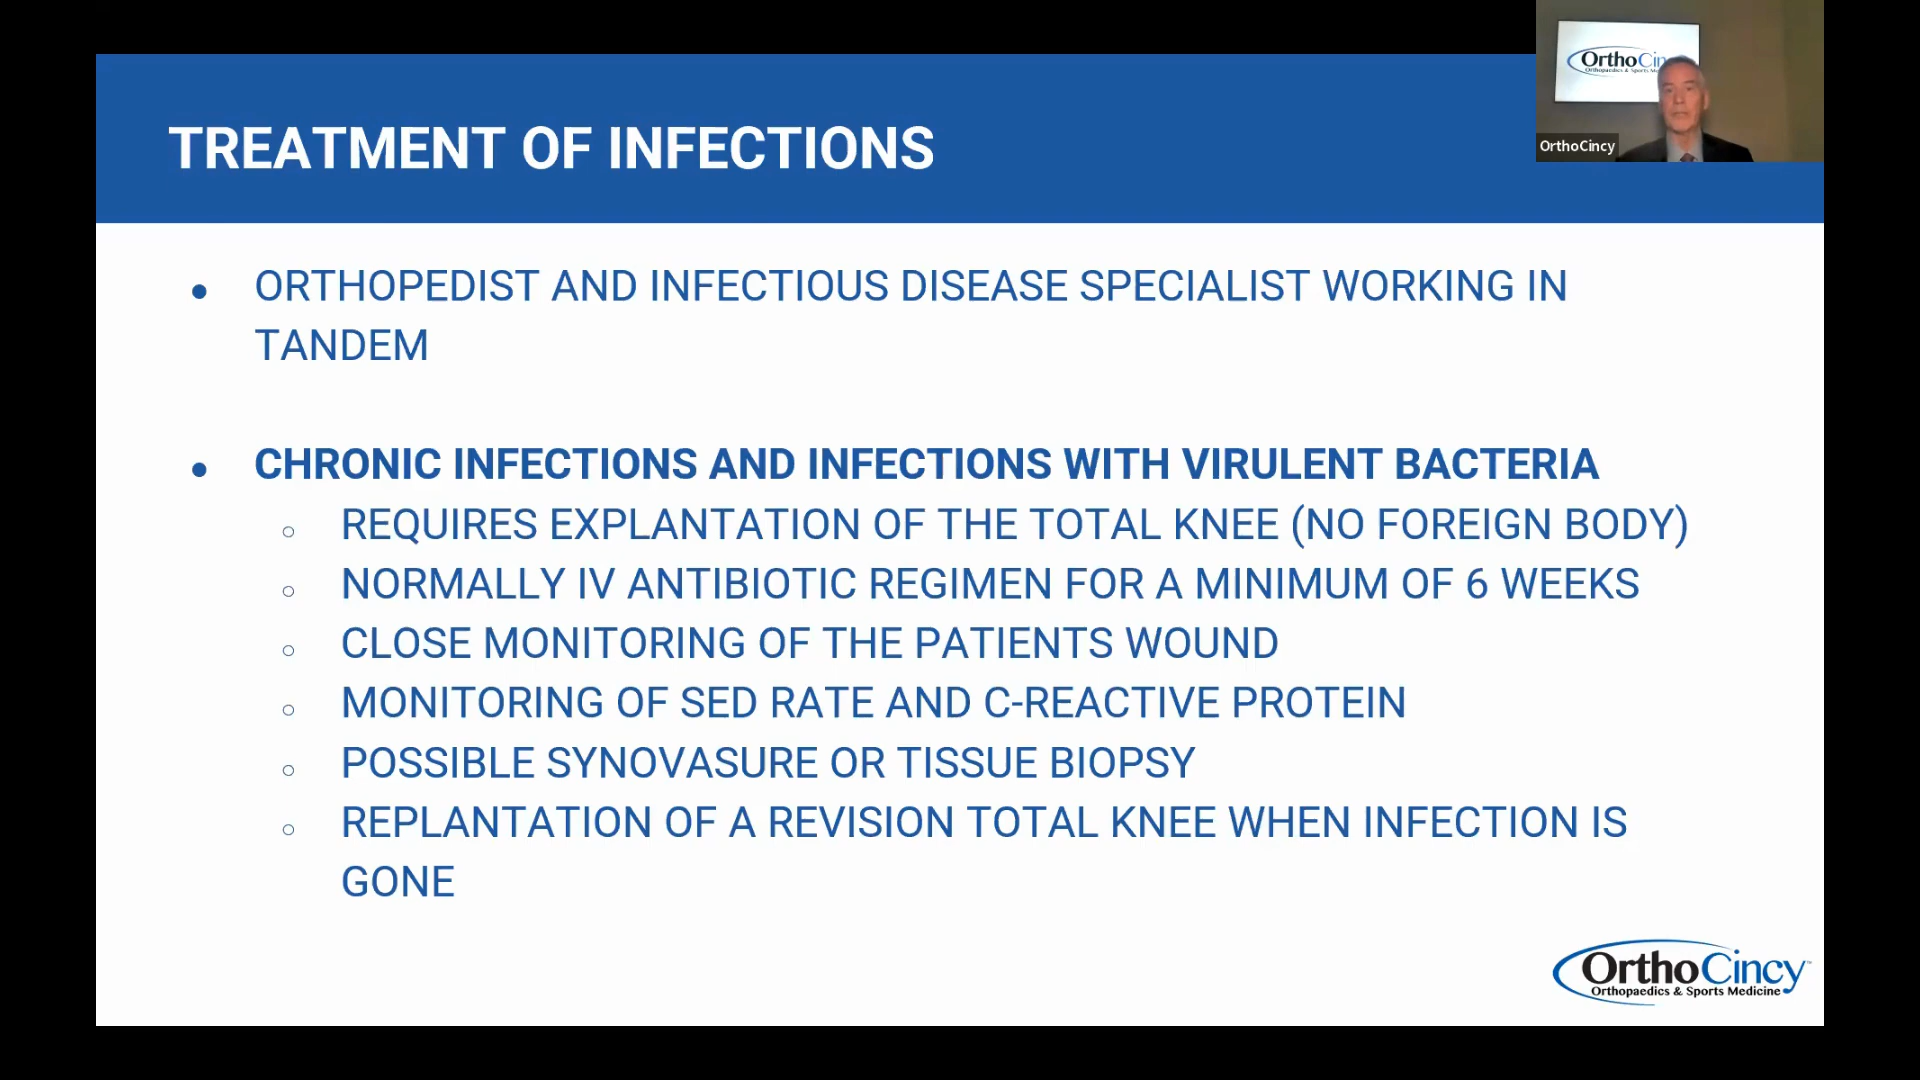 TREATMENT OF INFECTIONS
OrthoCincy
● ORTHOPEDIST AND INFECTIOUS DISEASE SPECIALIST WORKING IN
TANDEM
● CHRONIC INFECTIONS AND INFECTIONS WITH VIRULENT BACTERIA
○ REQUIRES EXPLANTATION OF THE TOTAL KNEE (NO FOREIGN BODY)
○ NORMALLY IV ANTIBIOTIC REGIMEN FOR A MINIMUM OF 6 WEEKS
○ CLOSE MONITORING OF THE PATIENTS WOUND
○ MONITORING OF SED RATE AND C-REACTIVE PROTEIN
○ POSSIBLE SYNOVASURE OR TISSUE BIOPSY
○ REPLANTATION OF A REVISION TOTAL KNEE WHEN INFECTION IS
GONE
OrthoCincy
Orthopaedics & Sports Medicine